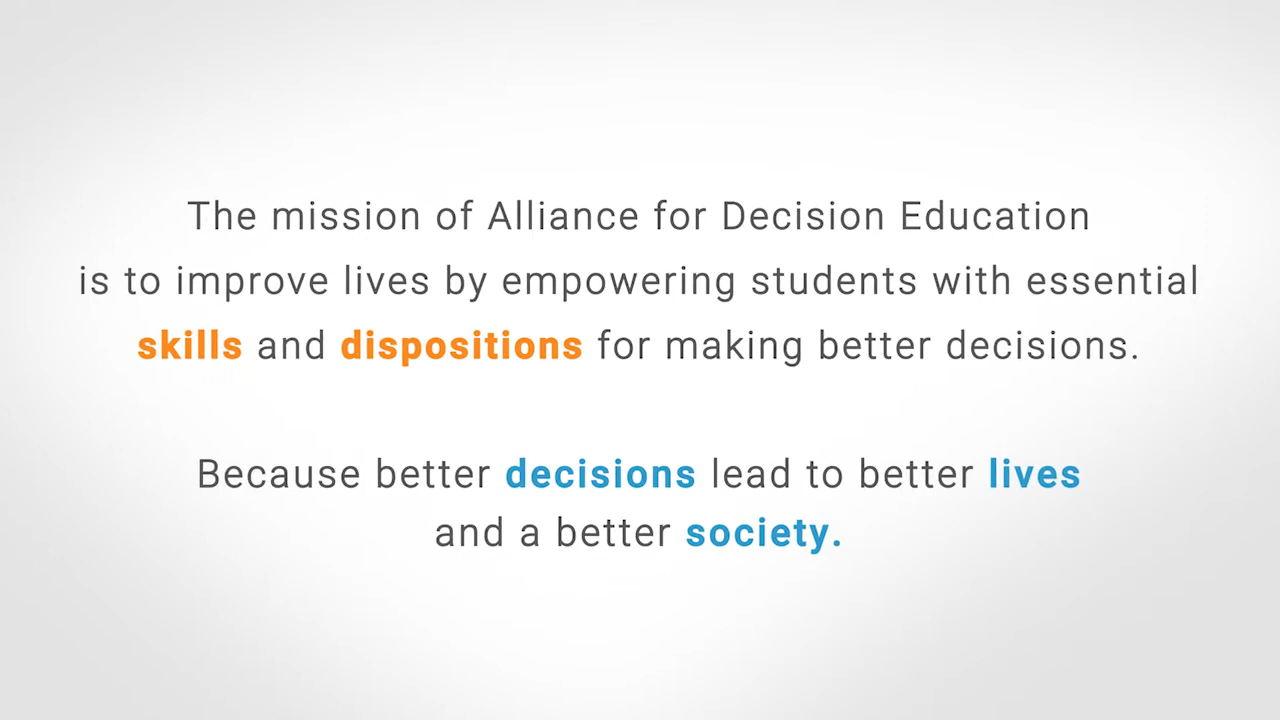 The mission of Alliance for Decision Education
is to improve lives by empowering students with essential
skills and dispositions for making better decisions.
Because better decisions lead to better lives
and a better society.